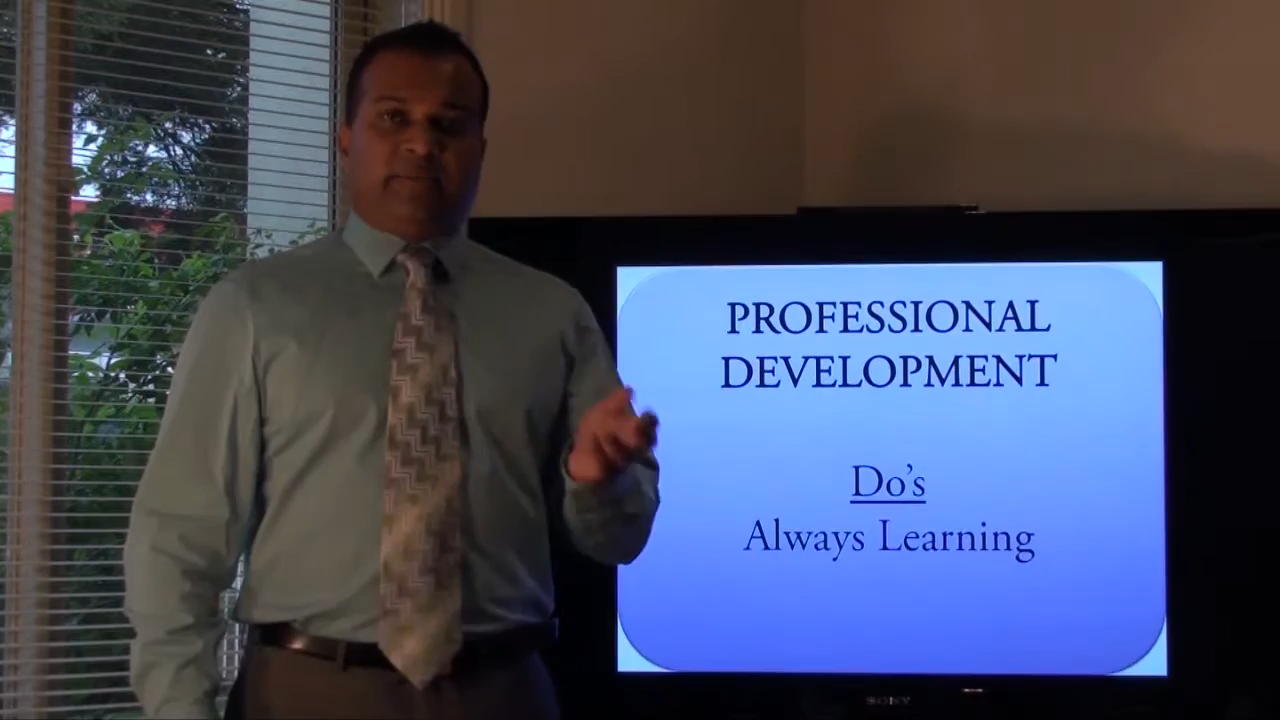 PROFESSIONAL
DEVELOPMENT
Do’s
Always Learning
SONY